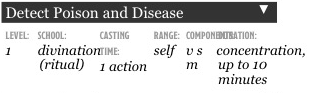 Detect Poison and Disease ▼
LEVEL: SCHOOL: CASTING TIME: RANGE: COMPONENTS: DURATION:
1 divination (ritual) 1 action self v s m concentration, up to 10 minutes